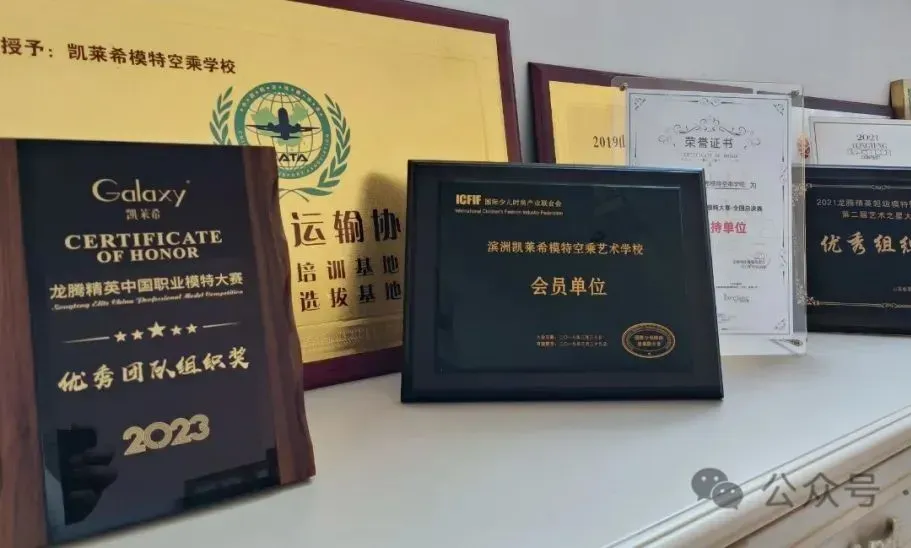 授予：凯莱希模特空乘学校
ATA
运输协
培训基地
选拔基地
Galaxy
凯莱希
CERTIFICATE
OF HONOR
龙腾精英中国职业模特大赛
优秀团队组织奖
2023
ICFIF 国际少儿时尚产业联合会
International Children's Fashion Industry Federation
滨洲凯莱希模特空乘艺术学校
会员单位
2019
荣誉证书
持单位
2021
2021龙腾精英超级模特
第二届艺术之星大
优秀组织
公众号